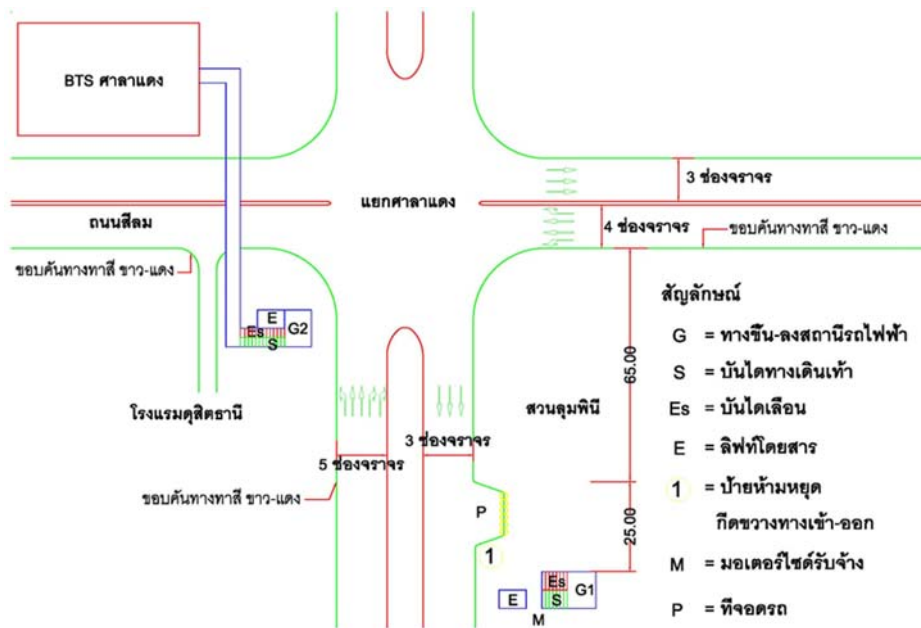 BTS ศาลาแดง
3 ช่องจราจร
แยกศาลาแดง
ถนนสีลม
4 ช่องจราจร
ขอบคันทางทาสี ขาว-แดง
ขอบคันทางทาสี ขาว-แดง
E
Es
G2
S
โรงแรมดุสิตธานี
สวนลุมพินี
65.00
3 ช่องจราจร
5 ช่องจราจร
ขอบคันทางทาสี ขาว-แดง
P
1
25.00
Es
G1
E
S
M
สัญลักษณ์
G = ทางขึ้น-ลงสถานีรถไฟฟ้า
S = บันไดทางเดินเท้า
Es = บันไดเลื่อน
E = ลิฟท์โดยสาร
1 = ป้ายห้ามหยุด
กีดขวางทางเข้า-ออก
M = มอเตอร์ไซด์รับจ้าง
P = ที่จอดรถ